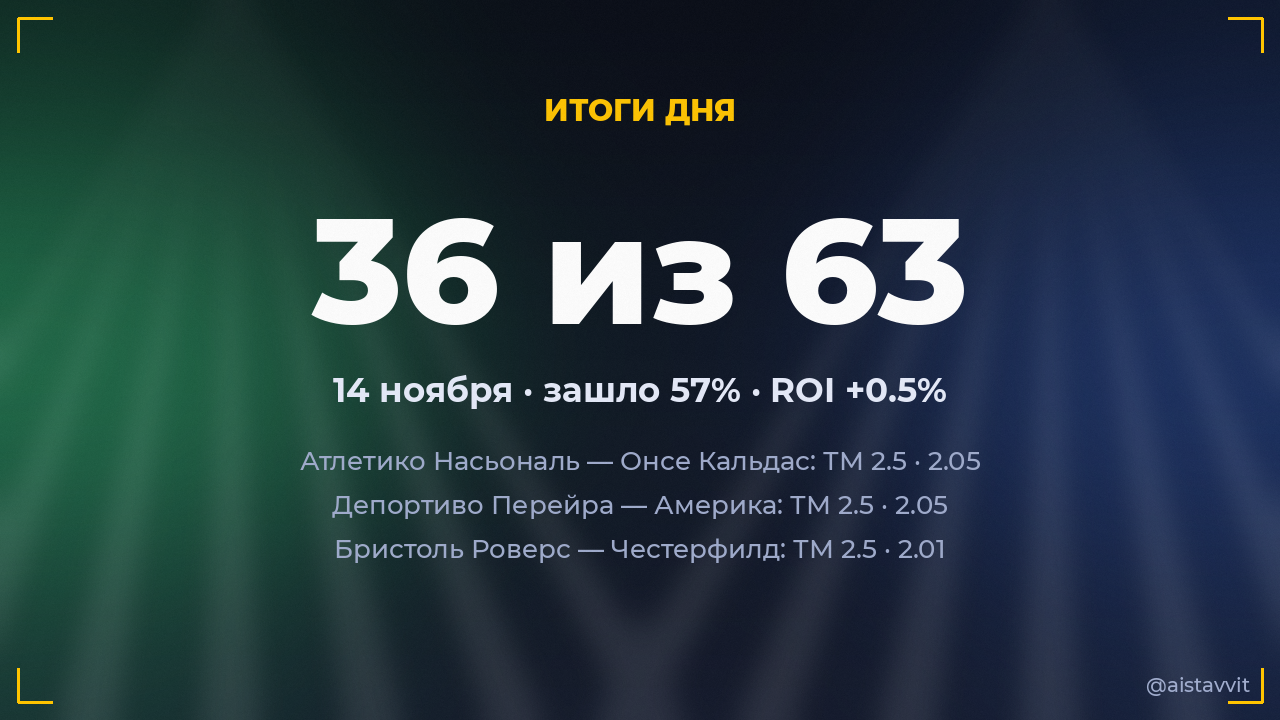 ИТОГИ ДНЯ
36 из 63
14 ноября · зашло 57% · ROI +0.5%
Атлетико Насьональ — Онсе Кальдас: ТМ 2.5 · 2.05
Депортиво Перейра — Америка: ТМ 2.5 · 2.05
Бристоль Роверс — Честерфилд: ТМ 2.5 · 2.01
@aistavvit